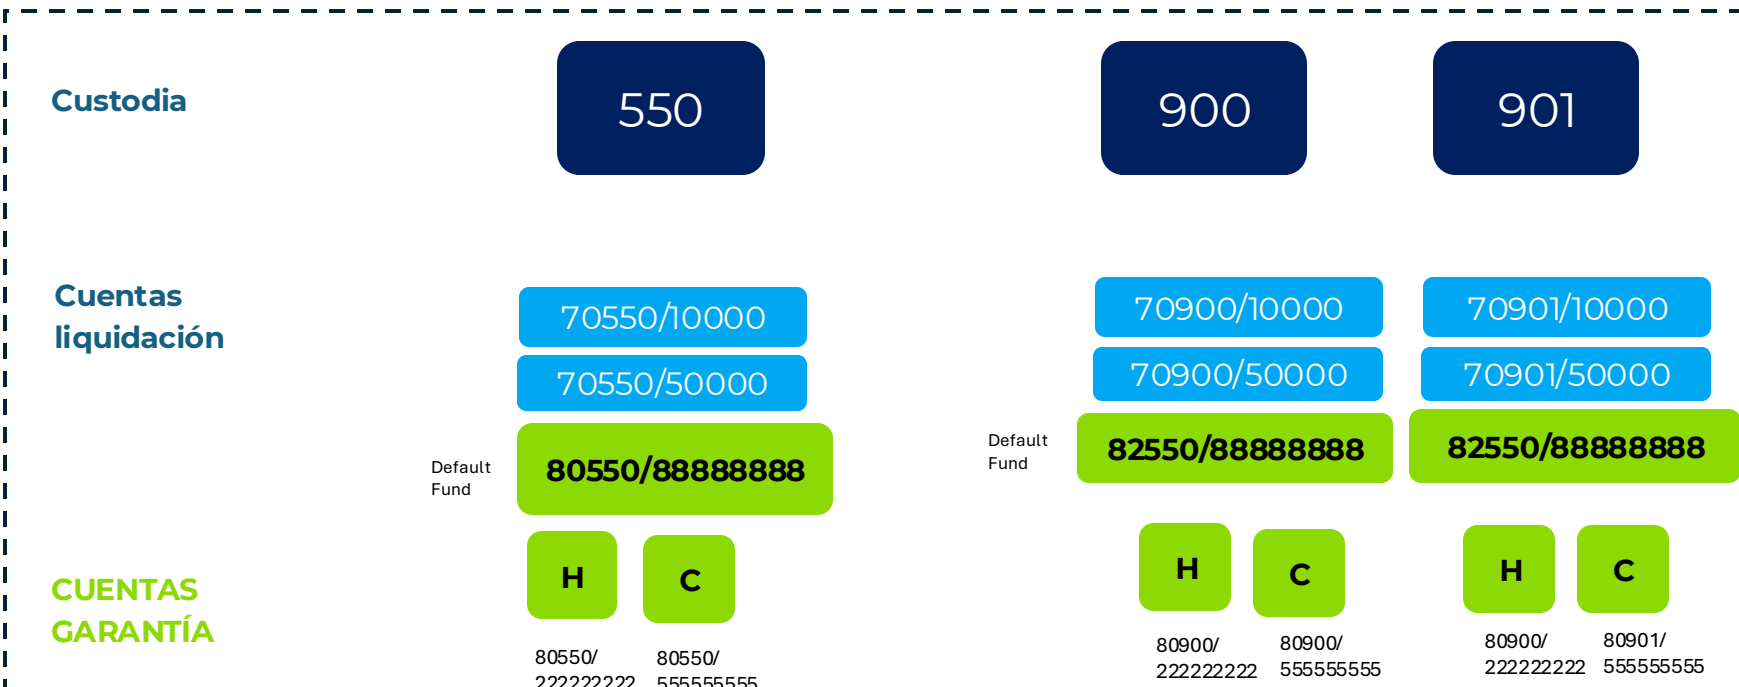 Custodia
550
900
901
Cuentas
liquidación
70550/10000
70900/10000
70901/10000
70550/50000
70900/50000
70901/50000
Default
Fund
80550/88888888
Default
Fund
82550/88888888
82550/88888888
CUENTAS
GARANTÍA
H
C
H
C
H
C
80550/
222222222
80550/
555555555
80900/
222222222
80900/
555555555
80900/
222222222
80901/
555555555